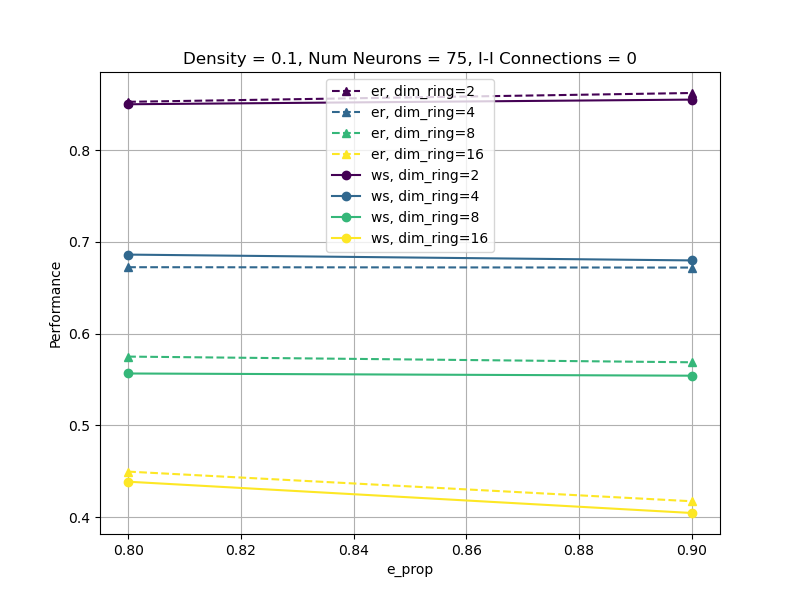 Density = 0.1, Num Neurons = 75, I-I Connections = 0
er, dim_ring=2
er, dim_ring=4
er, dim_ring=8
er, dim_ring=16
ws, dim_ring=2
ws, dim_ring=4
ws, dim_ring=8
ws, dim_ring=16
Performance
0.8
0.7
0.6
0.5
0.4
0.80 0.82 0.84 0.86 0.88 0.90
e_prop